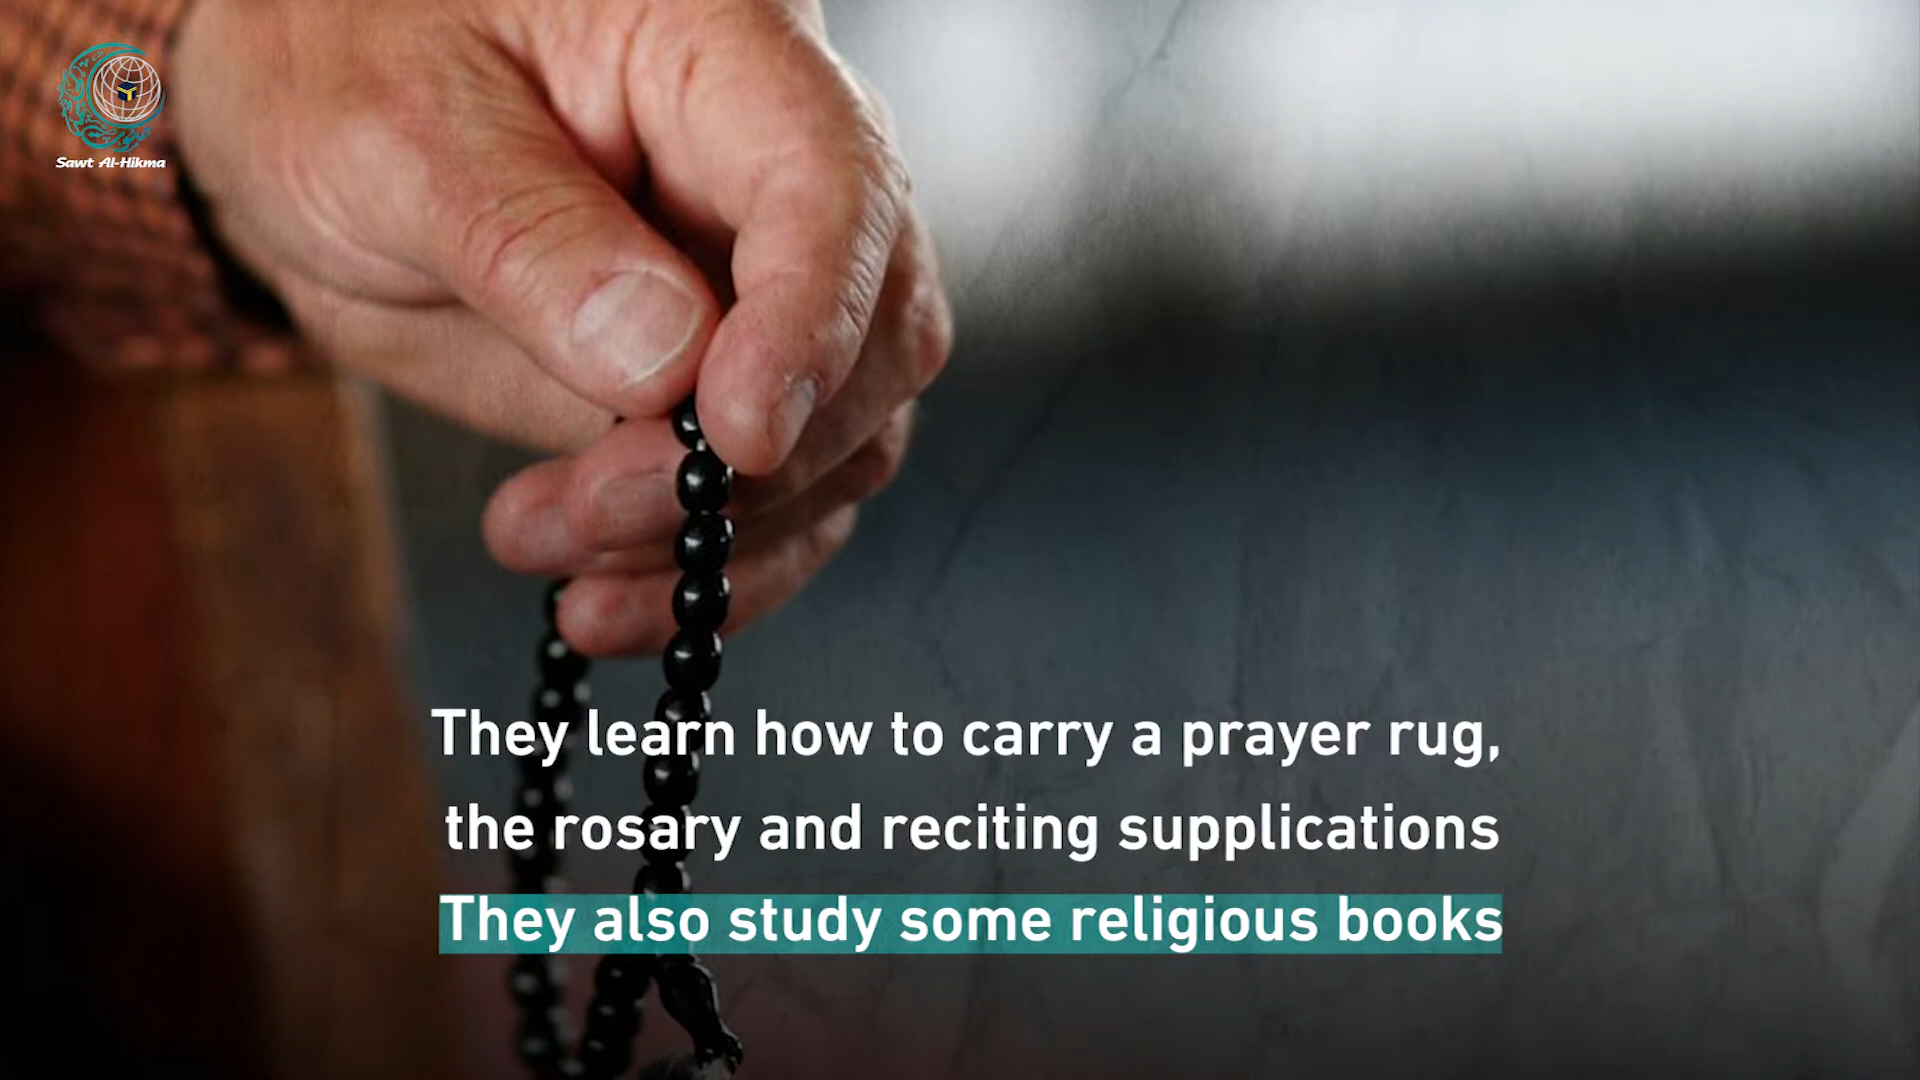 Sawt Al-Hikma
They learn how to carry a prayer rug,
the rosary and reciting supplications
They also study some religious books